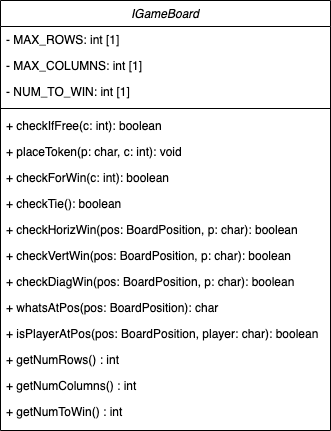 IGameBoard
- MAX_ROWS: int [1]
- MAX_COLUMNS: int [1]
- NUM_TO_WIN: int [1]
+ checkIfFree(c: int): boolean
+ placeToken(p: char, c: int): void
+ checkForWin(c: int): boolean
+ checkTie(): boolean
+ checkHorizWin(pos: BoardPosition, p: char): boolean
+ checkVertWin(pos: BoardPosition, p: char): boolean
+ checkDiagWin(pos: BoardPosition, p: char): boolean
+ whatsAtPos(pos: BoardPosition): char
+ isPlayerAtPos(pos: BoardPosition, player: char): boolean
+ getNumRows() : int
+ getNumColumns() : int
+ getNumToWin() : int